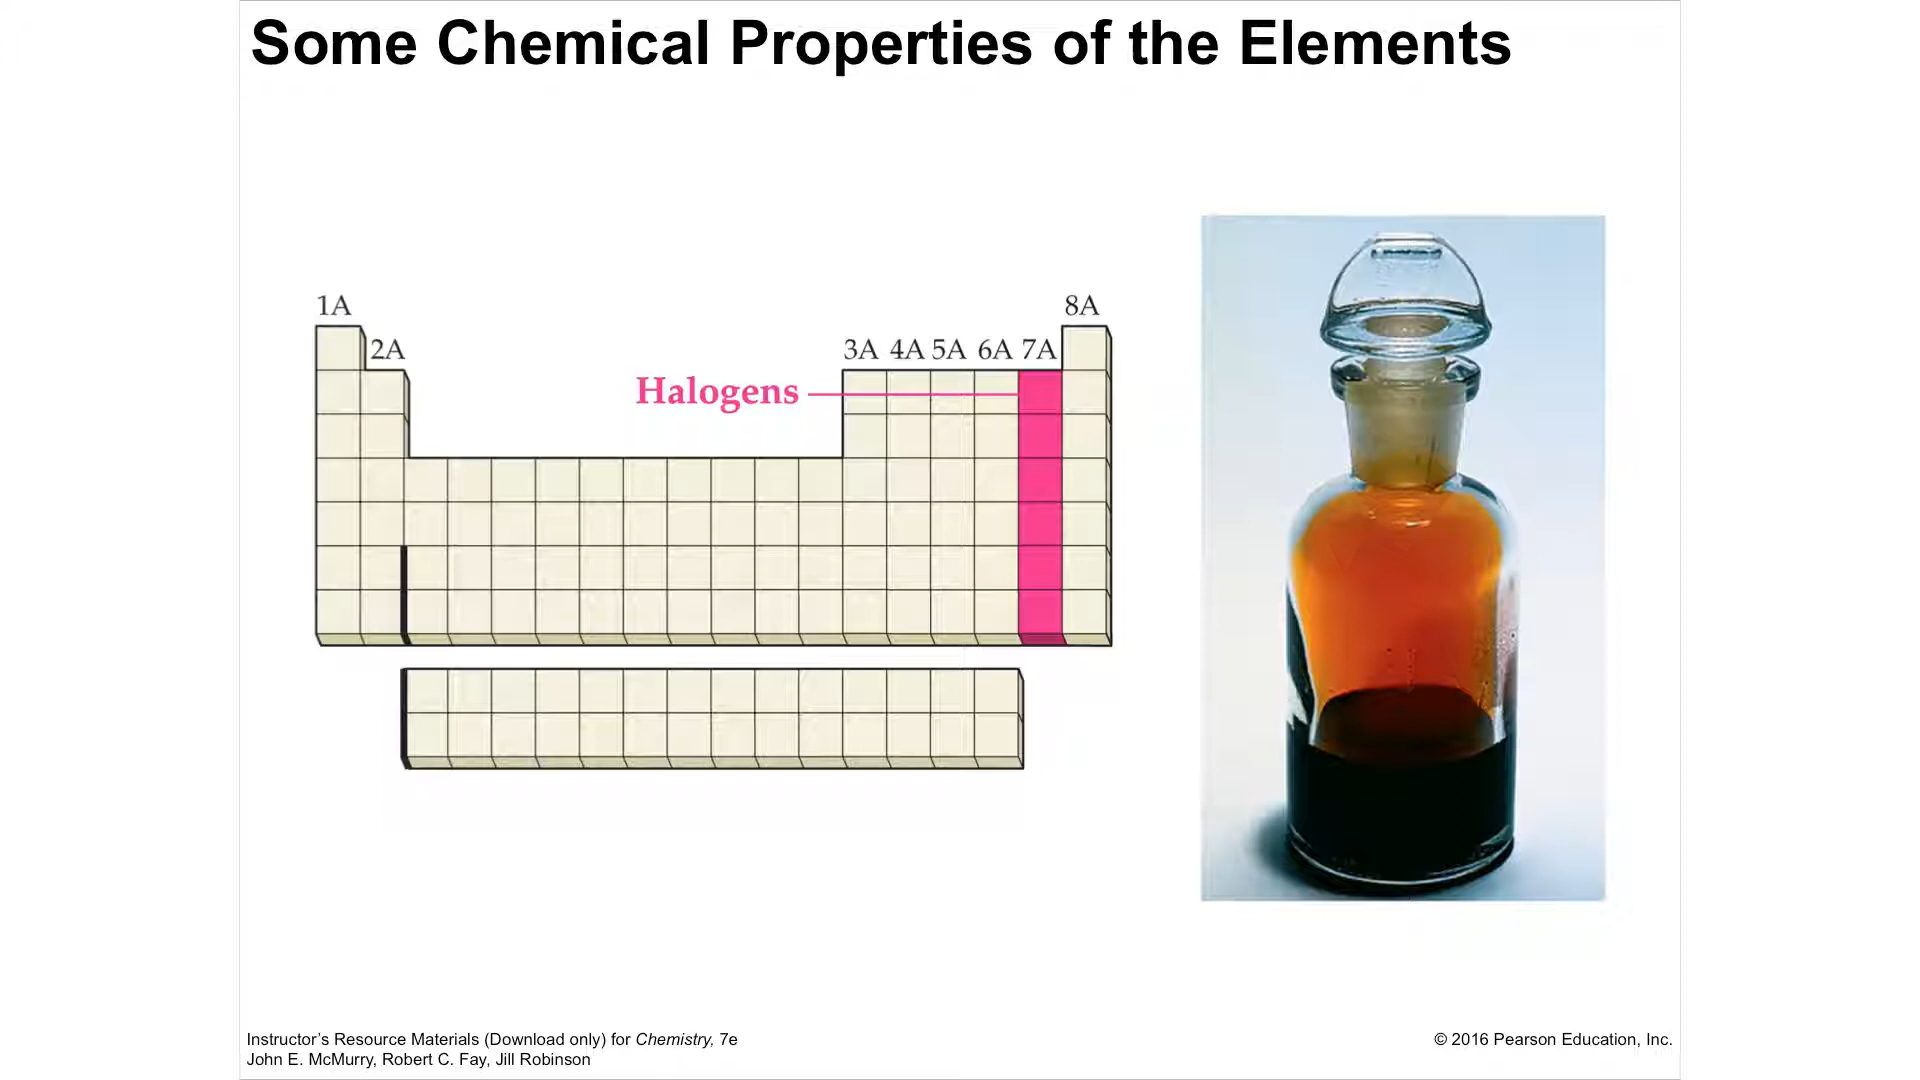 Some Chemical Properties of the Elements
1A
8A
2A
3A 4A 5A 6A 7A
Halogens
Instructor’s Resource Materials (Download only) for Chemistry, 7e
John E. McMurry, Robert C. Fay, Jill Robinson
© 2016 Pearson Education, Inc.